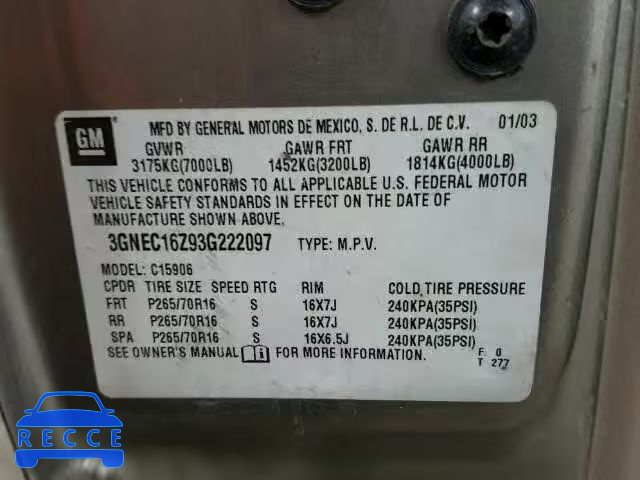 GM
MFD BY GENERAL MOTORS DE MEXICO, S. DE R.L. DE C.V. 01/03
GVWR GAWR FRT GAWR RR
3175KG(7000LB) 1452KG(3200LB) 1814KG(4000LB)
THIS VEHICLE CONFORMS TO ALL APPLICABLE U.S. FEDERAL MOTOR
VEHICLE SAFETY STANDARDS IN EFFECT ON THE DATE OF
MANUFACTURE SHOWN ABOVE.
3GNEC16Z93G222097 TYPE: M.P.V.
MODEL: C15906
CPDR TIRE SIZE SPEED RTG RIM COLD TIRE PRESSURE
FRT P265/70R16 S 16X7J 240KPA(35PSI)
RR P265/70R16 S 16X7J 240KPA(35PSI)
SPA P265/70R16 S 16X6.5J 240KPA(35PSI)
SEE OWNER'S MANUAL FOR MORE INFORMATION.
F 0
T 277
RECCE